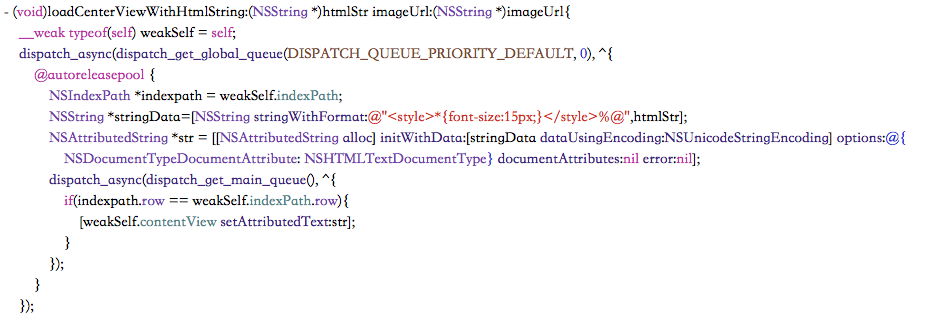 - (void)loadCenterViewWithHtmlString:(NSString *)htmlStr imageUrl:(NSString *)imageUrl{
__weak typeof(self) weakSelf = self;
dispatch_async(dispatch_get_global_queue(DISPATCH_QUEUE_PRIORITY_DEFAULT, 0), ^{
@autoreleasepool {
NSIndexPath *indexpath = weakSelf.indexPath;
NSString *stringData=[NSString stringWithFormat:@"<style>*{font-size:15px;}</style>%@",htmlStr];
NSAttributedString *str = [[NSAttributedString alloc] initWithData:[stringData dataUsingEncoding:NSUnicodeStringEncoding] options:@{
NSDocumentTypeDocumentAttribute: NSHTMLTextDocumentType} documentAttributes:nil error:nil];
dispatch_async(dispatch_get_main_queue(), ^{
if(indexpath.row == weakSelf.indexPath.row){
[weakSelf.contentView setAttributedText:str];
}
});
}
});